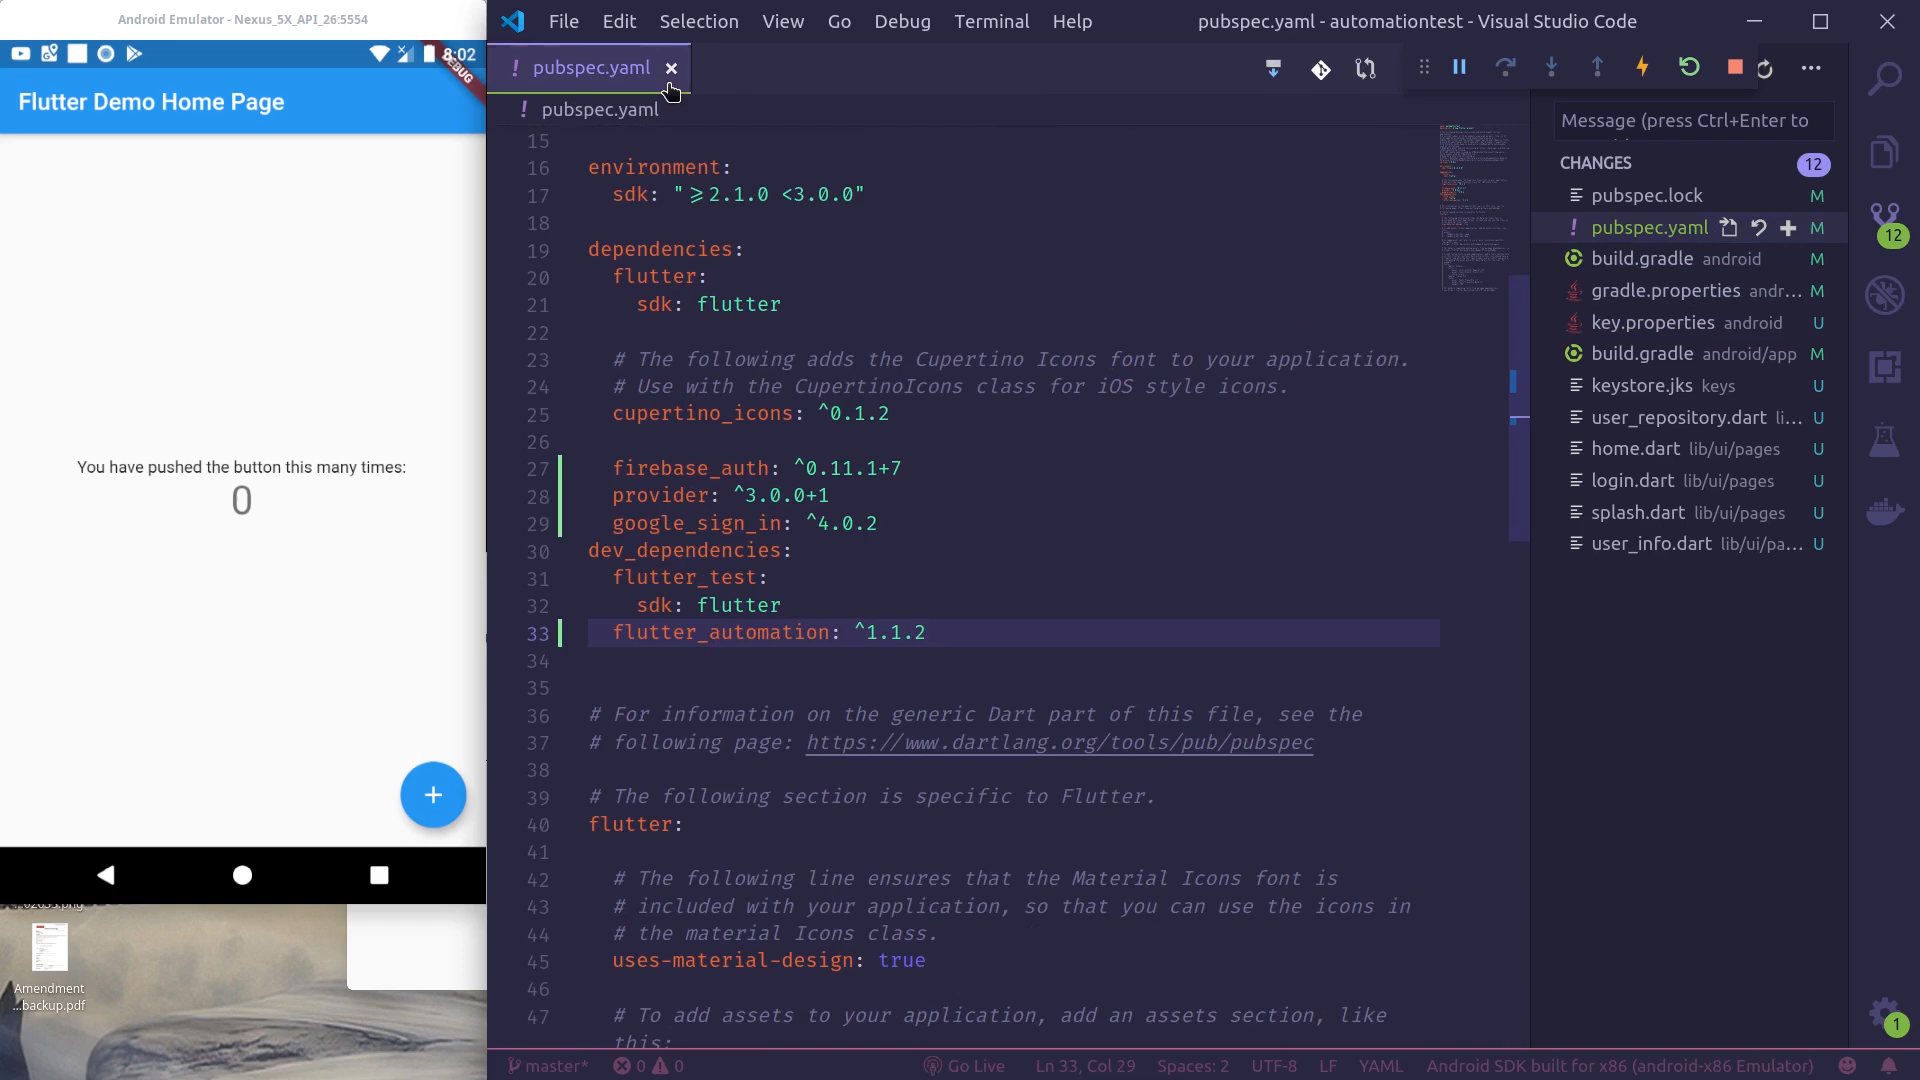 Android Emulator - Nexus_5X_API_26:5554
8:02
DEBUG
Flutter Demo Home Page
You have pushed the button this many times:
0
+
Amendment
...backup.pdf
File Edit Selection View Go Debug Terminal Help
pubspec.yaml - automationtest - Visual Studio Code
! pubspec.yaml
! pubspec.yaml
15
16 environment:
17 sdk: ">=2.1.0 <3.0.0"
18
19 dependencies:
20 flutter:
21 sdk: flutter
22
23 # The following adds the Cupertino Icons font to your application.
24 # Use with the CupertinoIcons class for iOS style icons.
25 cupertino_icons: ^0.1.2
26
27 firebase_auth: ^0.11.1+7
28 provider: ^3.0.0+1
29 google_sign_in: ^4.0.2
30 dev_dependencies:
31 flutter_test:
32 sdk: flutter
33 flutter_automation: ^1.1.2
34
35
36 # For information on the generic Dart part of this file, see the
37 # following page: https://www.dartlang.org/tools/pub/pubspec
38
39 # The following section is specific to Flutter.
40 flutter:
41
42 # The following line ensures that the Material Icons font is
43 # included with your application, so that you can use the icons in
44 # the material Icons class.
45 uses-material-design: true
46
47 # To add assets to your application, add an assets section, like
this:
Message (press Ctrl+Enter to
CHANGES 12
pubspec.lock M
! pubspec.yaml M
build.gradle android M
gradle.properties andr... M
key.properties android U
build.gradle android/app M
keystore.jks keys U
user_repository.dart li... U
home.dart lib/ui/pages U
login.dart lib/ui/pages U
splash.dart lib/ui/pages U
user_info.dart lib/ui/pa... U
12
1
master* 0 0 Go Live Ln 33, Col 29 Spaces: 2 UTF-8 LF YAML Android SDK built for x86 (android-x86 Emulator)